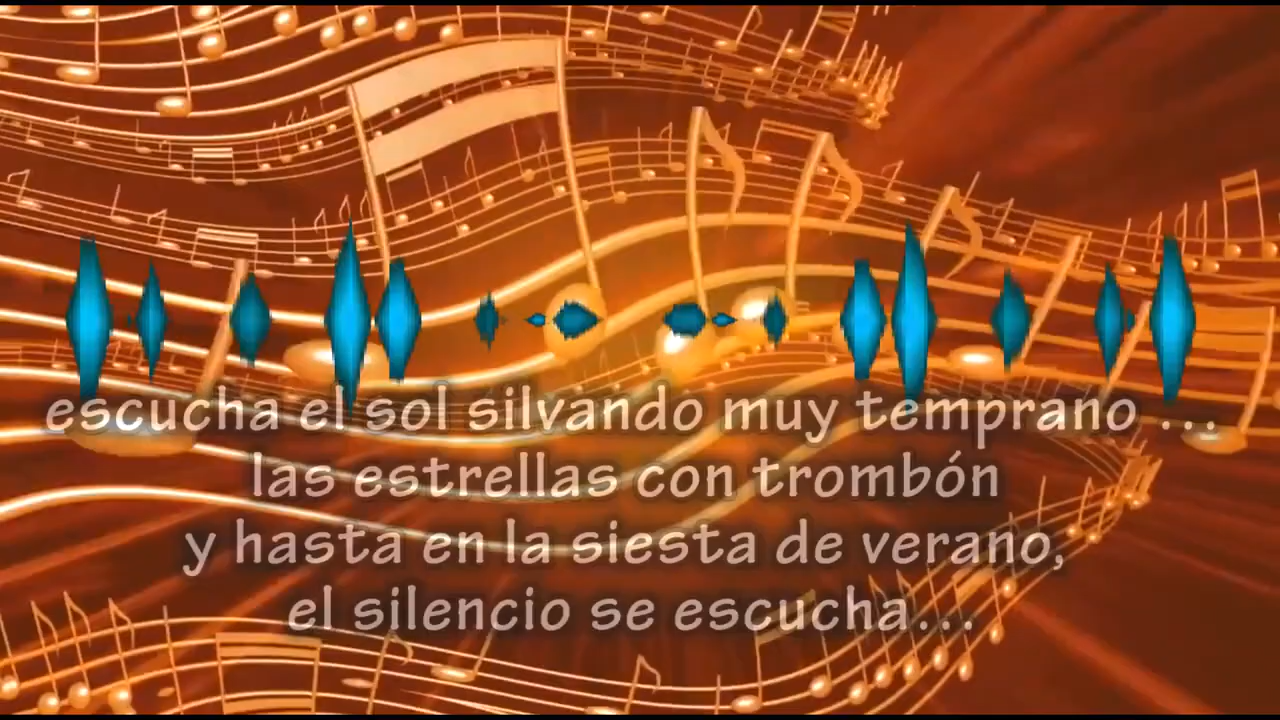 escucha el sol silvando muy temprano ...
las estrellas con trombón
y hasta en la siesta de verano,
el silencio se escucha...